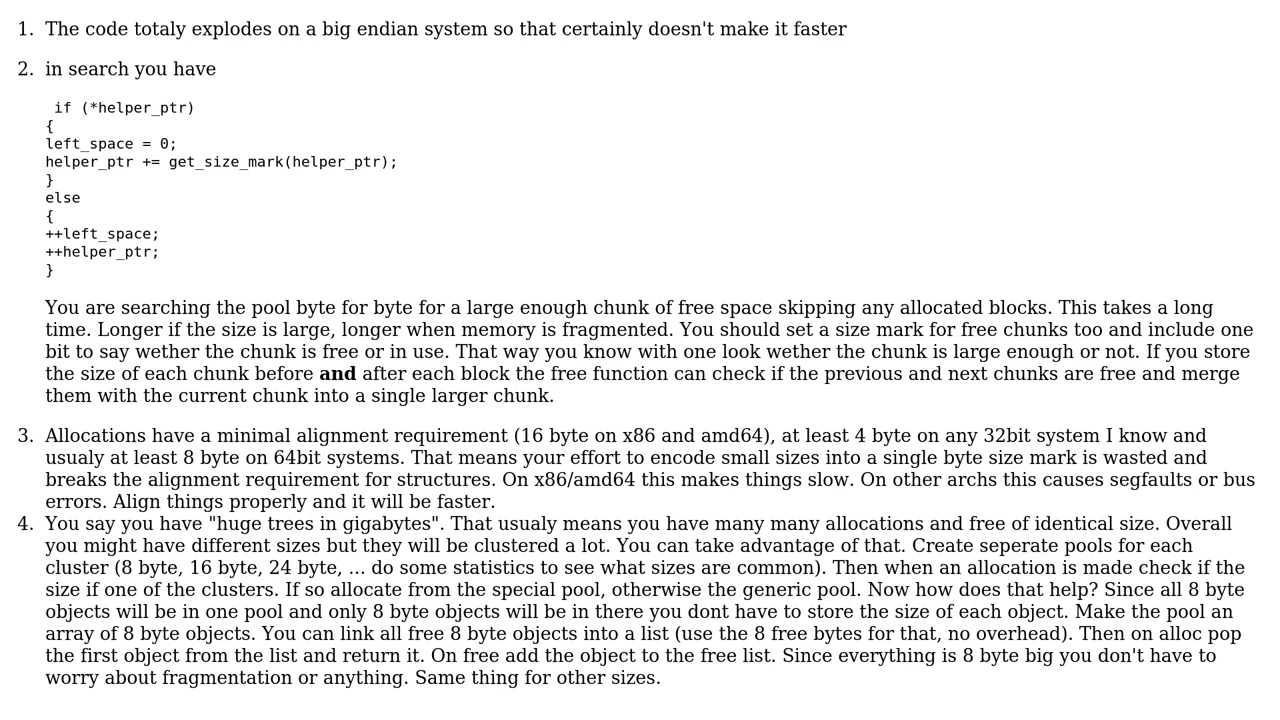 1. The code totaly explodes on a big endian system so that certainly doesn't make it faster
2. in search you have
if (*helper_ptr)
{
left_space = 0;
helper_ptr += get_size_mark(helper_ptr);
}
else
{
++left_space;
++helper_ptr;
}
You are searching the pool byte for byte for a large enough chunk of free space skipping any allocated blocks. This takes a long
time. Longer if the size is large, longer when memory is fragmented. You should set a size mark for free chunks too and include one
bit to say wether the chunk is free or in use. That way you know with one look wether the chunk is large enough or not. If you store
the size of each chunk before and after each block the free function can check if the previous and next chunks are free and merge
them with the current chunk into a single larger chunk.
3. Allocations have a minimal alignment requirement (16 byte on x86 and amd64), at least 4 byte on any 32bit system I know and
usualy at least 8 byte on 64bit systems. That means your effort to encode small sizes into a single byte size mark is wasted and
breaks the alignment requirement for structures. On x86/amd64 this makes things slow. On other archs this causes segfaults or bus
errors. Align things properly and it will be faster.
4. You say you have "huge trees in gigabytes". That usualy means you have many many allocations and free of identical size. Overall
you might have different sizes but they will be clustered a lot. You can take advantage of that. Create seperate pools for each
cluster (8 byte, 16 byte, 24 byte, ... do some statistics to see what sizes are common). Then when an allocation is made check if the
size if one of the clusters. If so allocate from the special pool, otherwise the generic pool. Now how does that help? Since all 8 byte
objects will be in one pool and only 8 byte objects will be in there you dont have to store the size of each object. Make the pool an
array of 8 byte objects. You can link all free 8 byte objects into a list (use the 8 free bytes for that, no overhead). Then on alloc pop
the first object from the list and return it. On free add the object to the free list. Since everything is 8 byte big you don't have to
worry about fragmentation or anything. Same thing for other sizes.